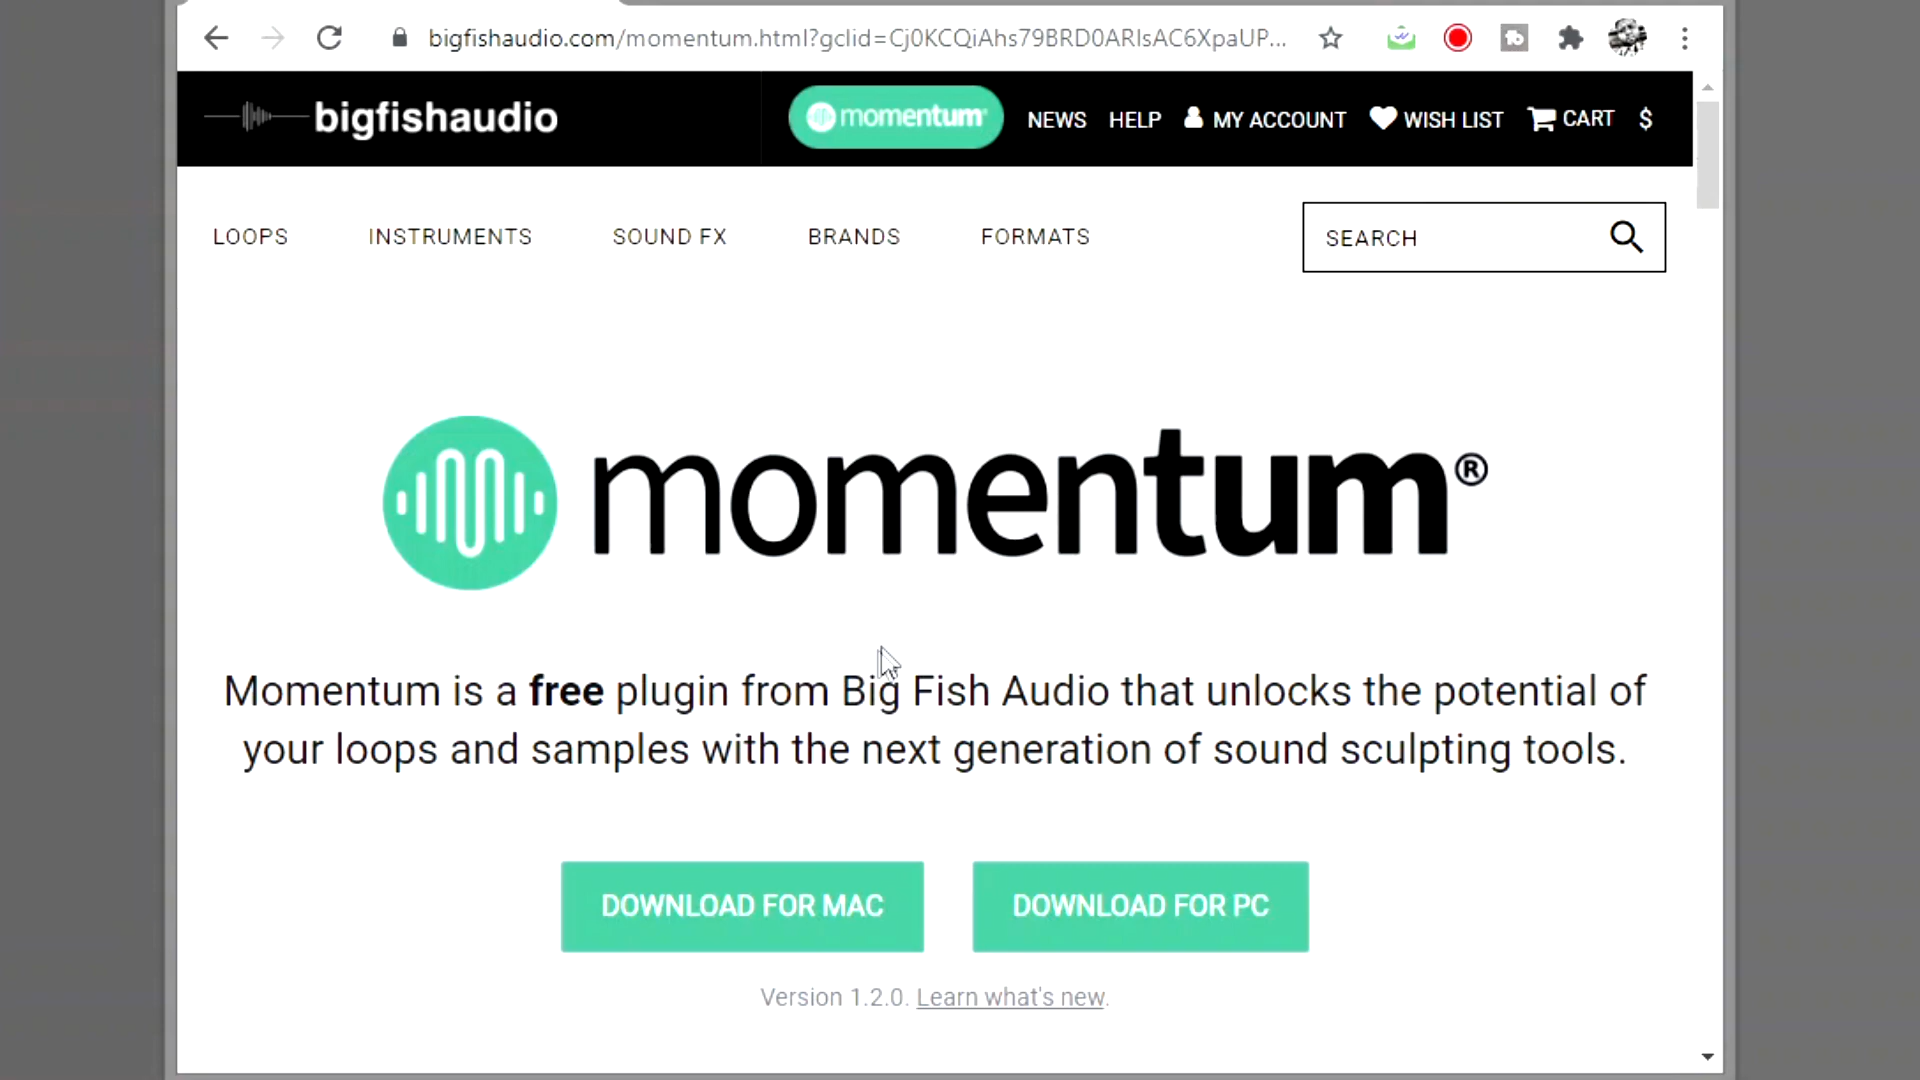 bigfishaudio.com/momentum.html?gclid=Cj0KCQiAhs79BRD0ARIsAC6XpaUP...
bigfishaudio
momentum
NEWS
HELP
MY ACCOUNT
WISH LIST
CART
$
LOOPS
INSTRUMENTS
SOUND FX
BRANDS
FORMATS
SEARCH
momentum®
Momentum is a free plugin from Big Fish Audio that unlocks the potential of
your loops and samples with the next generation of sound sculpting tools.
DOWNLOAD FOR MAC
DOWNLOAD FOR PC
Version 1.2.0. Learn what's new.